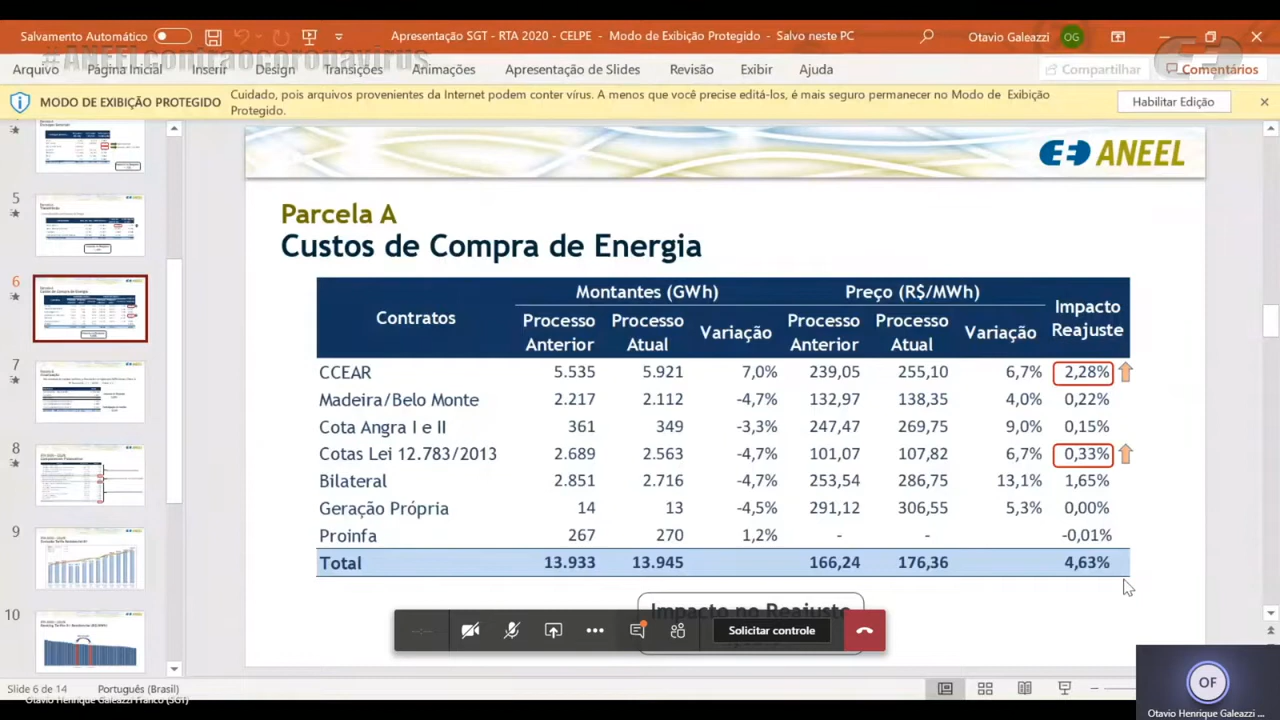 Salvamento Automático
Apresentação SGT - RTA 2020 - CELPE - Modo de Exibição Protegido - Salvo neste PC
Otavio Galeazzi
OG
#ANEELcontraocoronavirus
Arquivo Página Inicial Inserir Design Transições Animações Apresentação de Slides Revisão Exibir Ajuda
Compartilhar
Comentários
MODO DE EXIBIÇÃO PROTEGIDO
Cuidado, pois arquivos provenientes da Internet podem conter vírus. A menos que você precise editá-los, é mais seguro permanecer no Modo de Exibição
Protegido.
Habilitar Edição
5
6
7
8
9
10
ANEEL
Parcela A
Custos de Compra de Energia
Contratos
Montantes (GWh)
Preço (R$/MWh)
Impacto
Reajuste
Processo Anterior Processo Atual Variação Processo Anterior Processo Atual Variação
CCEAR 5.535 5.921 7,0% 239,05 255,10 6,7% 2,28%
Madeira/Belo Monte 2.217 2.112 -4,7% 132,97 138,35 4,0% 0,22%
Cota Angra I e II 361 349 -3,3% 247,47 269,75 9,0% 0,15%
Cotas Lei 12.783/2013 2.689 2.563 -4,7% 101,07 107,82 6,7% 0,33%
Bilateral 2.851 2.716 -4,7% 253,54 286,75 13,1% 1,65%
Geração Própria 14 13 -4,5% 291,12 306,55 5,3% 0,00%
Proinfa 267 270 1,2% - - -0,01%
Total 13.933 13.945 166,24 176,36 4,63%
Impacto no Reajuste
Solicitar controle
OF
Slide 6 de 14 Português (Brasil)
Otavio Henrique Galeazzi Franco (SGT)
Otavio Henrique Galeazzi ...